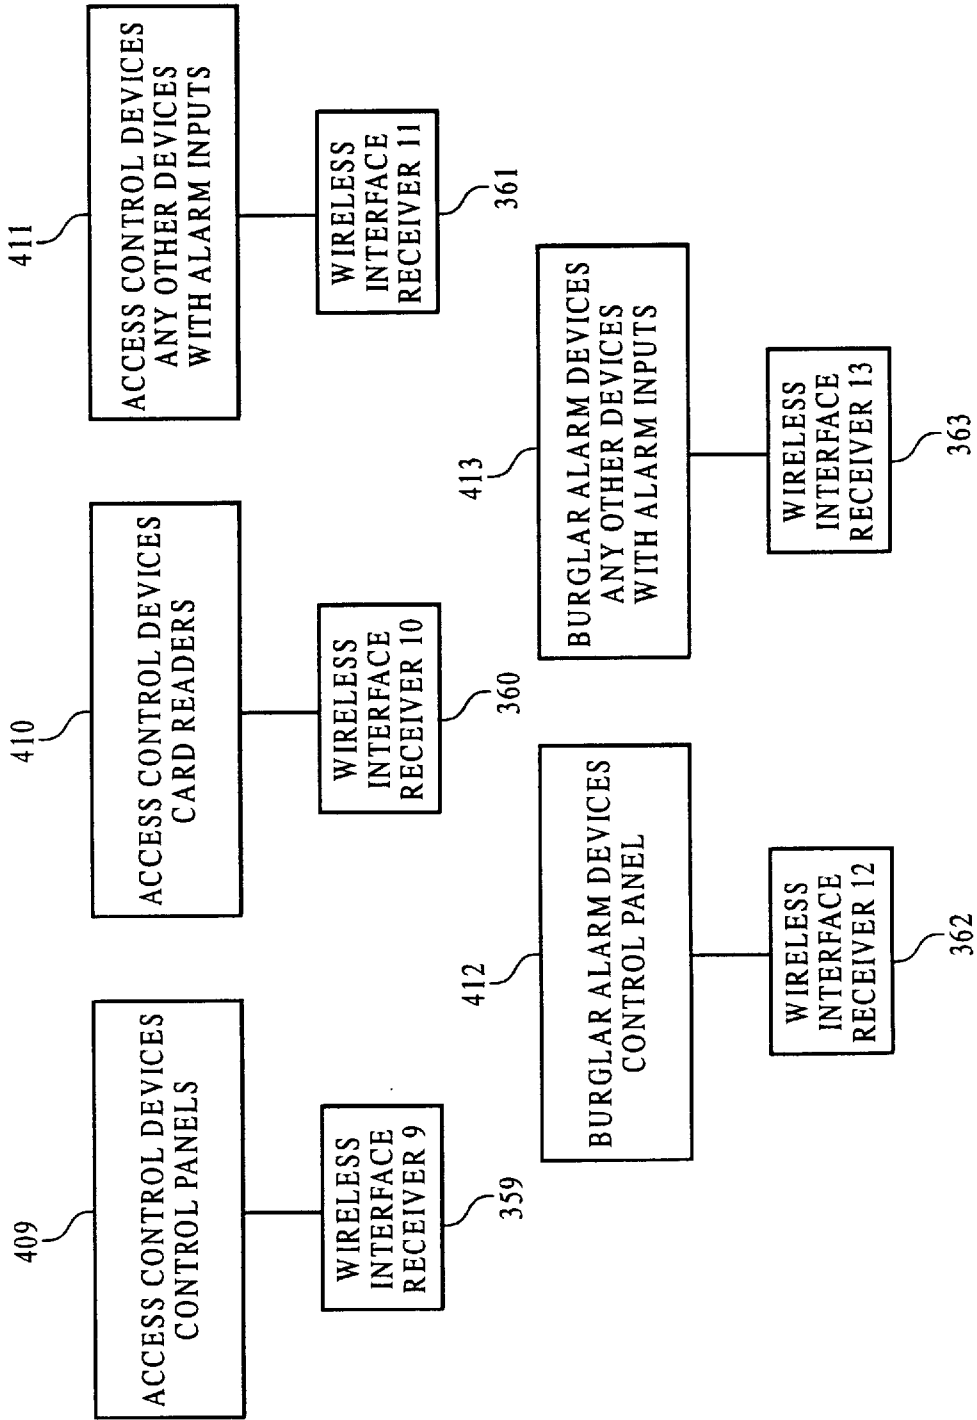 409
ACCESS CONTROL DEVICES
CONTROL PANELS
WIRELESS
INTERFACE
RECEIVER 9
359
410
ACCESS CONTROL DEVICES
CARD READERS
WIRELESS
INTERFACE
RECEIVER 10
360
411
ACCESS CONTROL DEVICES
ANY OTHER DEVICES
WITH ALARM INPUTS
WIRELESS
INTERFACE
RECEIVER 11
361
412
BURGLAR ALARM DEVICES
CONTROL PANEL
WIRELESS
INTERFACE
RECEIVER 12
362
413
BURGLAR ALARM DEVICES
ANY OTHER DEVICES
WITH ALARM INPUTS
WIRELESS
INTERFACE
RECEIVER 13
363